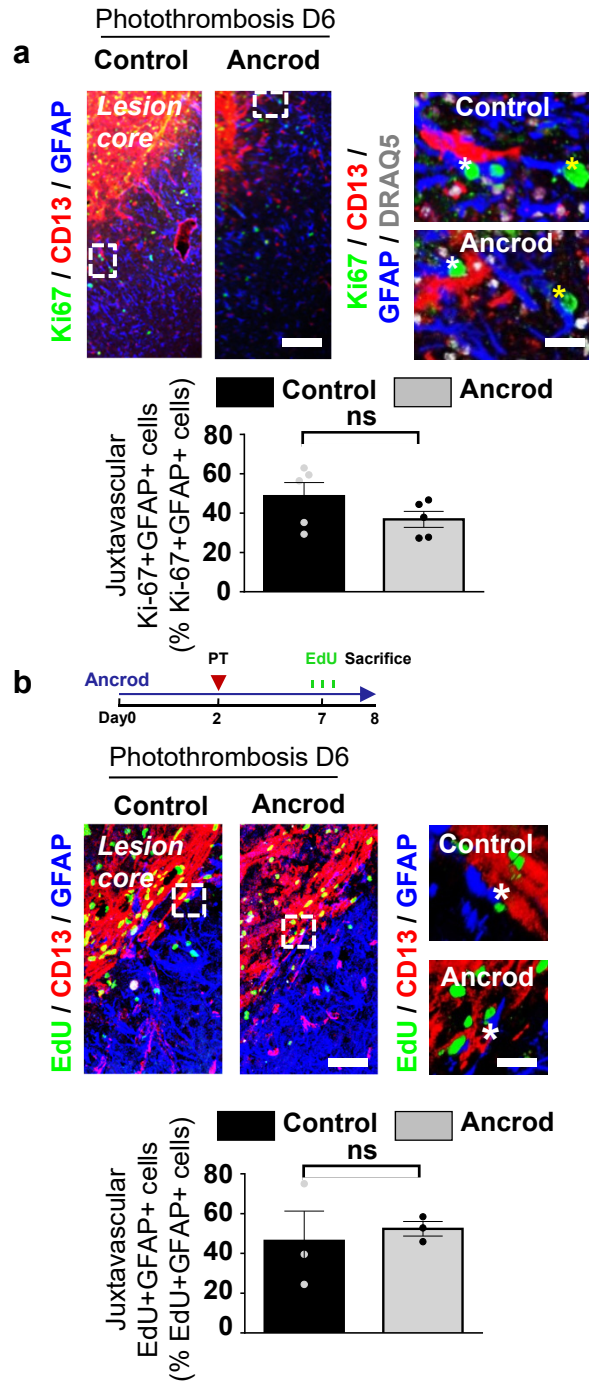 Photothrombosis D6
a
Control Ancrod
Lesion
core
Ki67 / CD13 / GFAP
Ki67 / CD13 /
GFAP / DRAQ5
Control
*
*
Ancrod
*
*
Control Ancrod
ns
Juxtavascular
Ki-67+GFAP+ cells
(% Ki-67+GFAP+ cells)
80
60
40
20
0
b
PT EdU Sacrifice
Ancrod
Day0 2 7 8
Photothrombosis D6
Control Ancrod
Lesion
core
EdU / CD13 / GFAP
EdU / CD13 / GFAP
Control
*
Ancrod
*
Control Ancrod
ns
Juxtavascular
EdU+GFAP+ cells
(% EdU+GFAP+ cells)
80
60
40
20
0